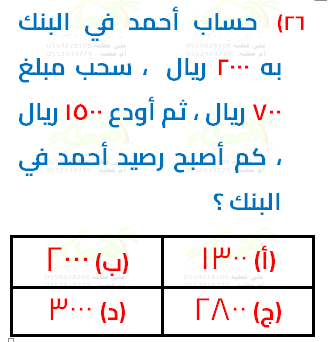 ٢٦) حساب أحمد في البنك
به ٢٠٠٠ ريال ، سحب مبلغ
٧٠٠ ريال ، ثم أودع ١٥٠٠ ريال
، كم أصبح رصيد أحمد في
البنك ؟
(أ) ١٣٠٠ (ب) ٢٠٠٠
(ج) ٢٨٠٠ (د) ٣٠٠٠